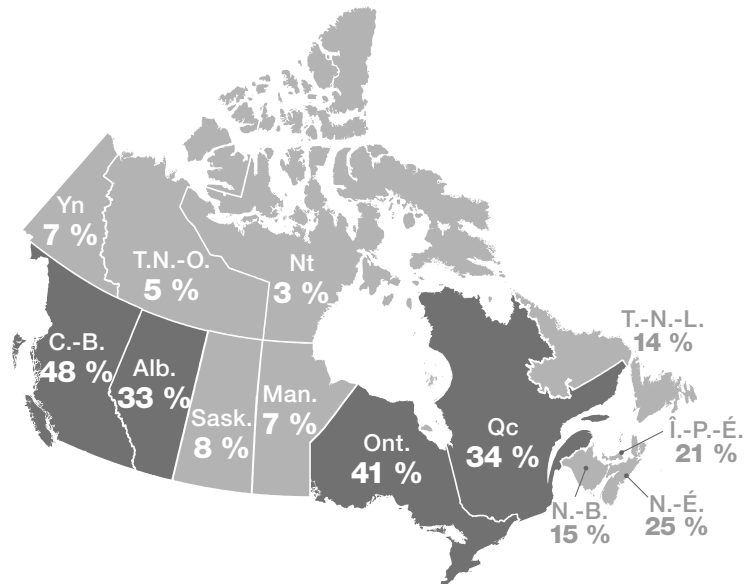 Yn
7 %
T.N.-O.
5 %
Nt
3 %
C.-B.
48 %
Alb.
33 %
Sask.
8 %
Man.
7 %
Ont.
41 %
Qc
34 %
T.-N.-L.
14 %
Î.-P.-É.
21 %
N.-É.
25 %
N.-B.
15 %